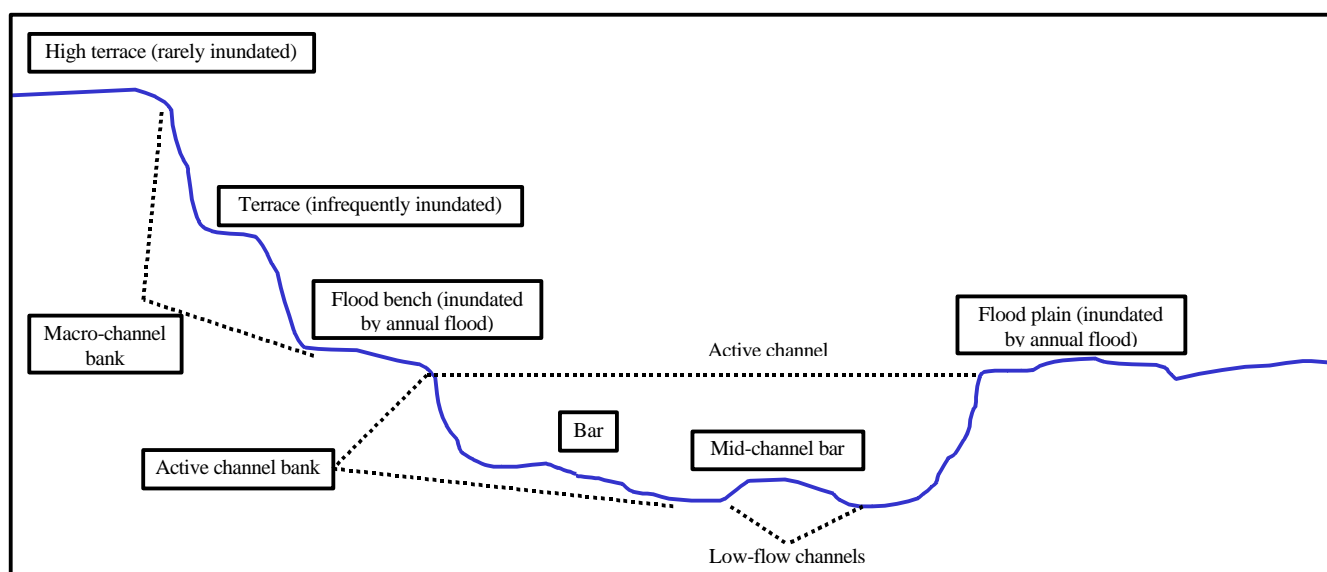 High terrace (rarely inundated)
Terrace (infrequently inundated)
Flood bench (inundated
by annual flood)
Flood plain (inundated
by annual flood)
Macro-channel
bank
Active channel
Bar
Mid-channel bar
Active channel bank
Low-flow channels